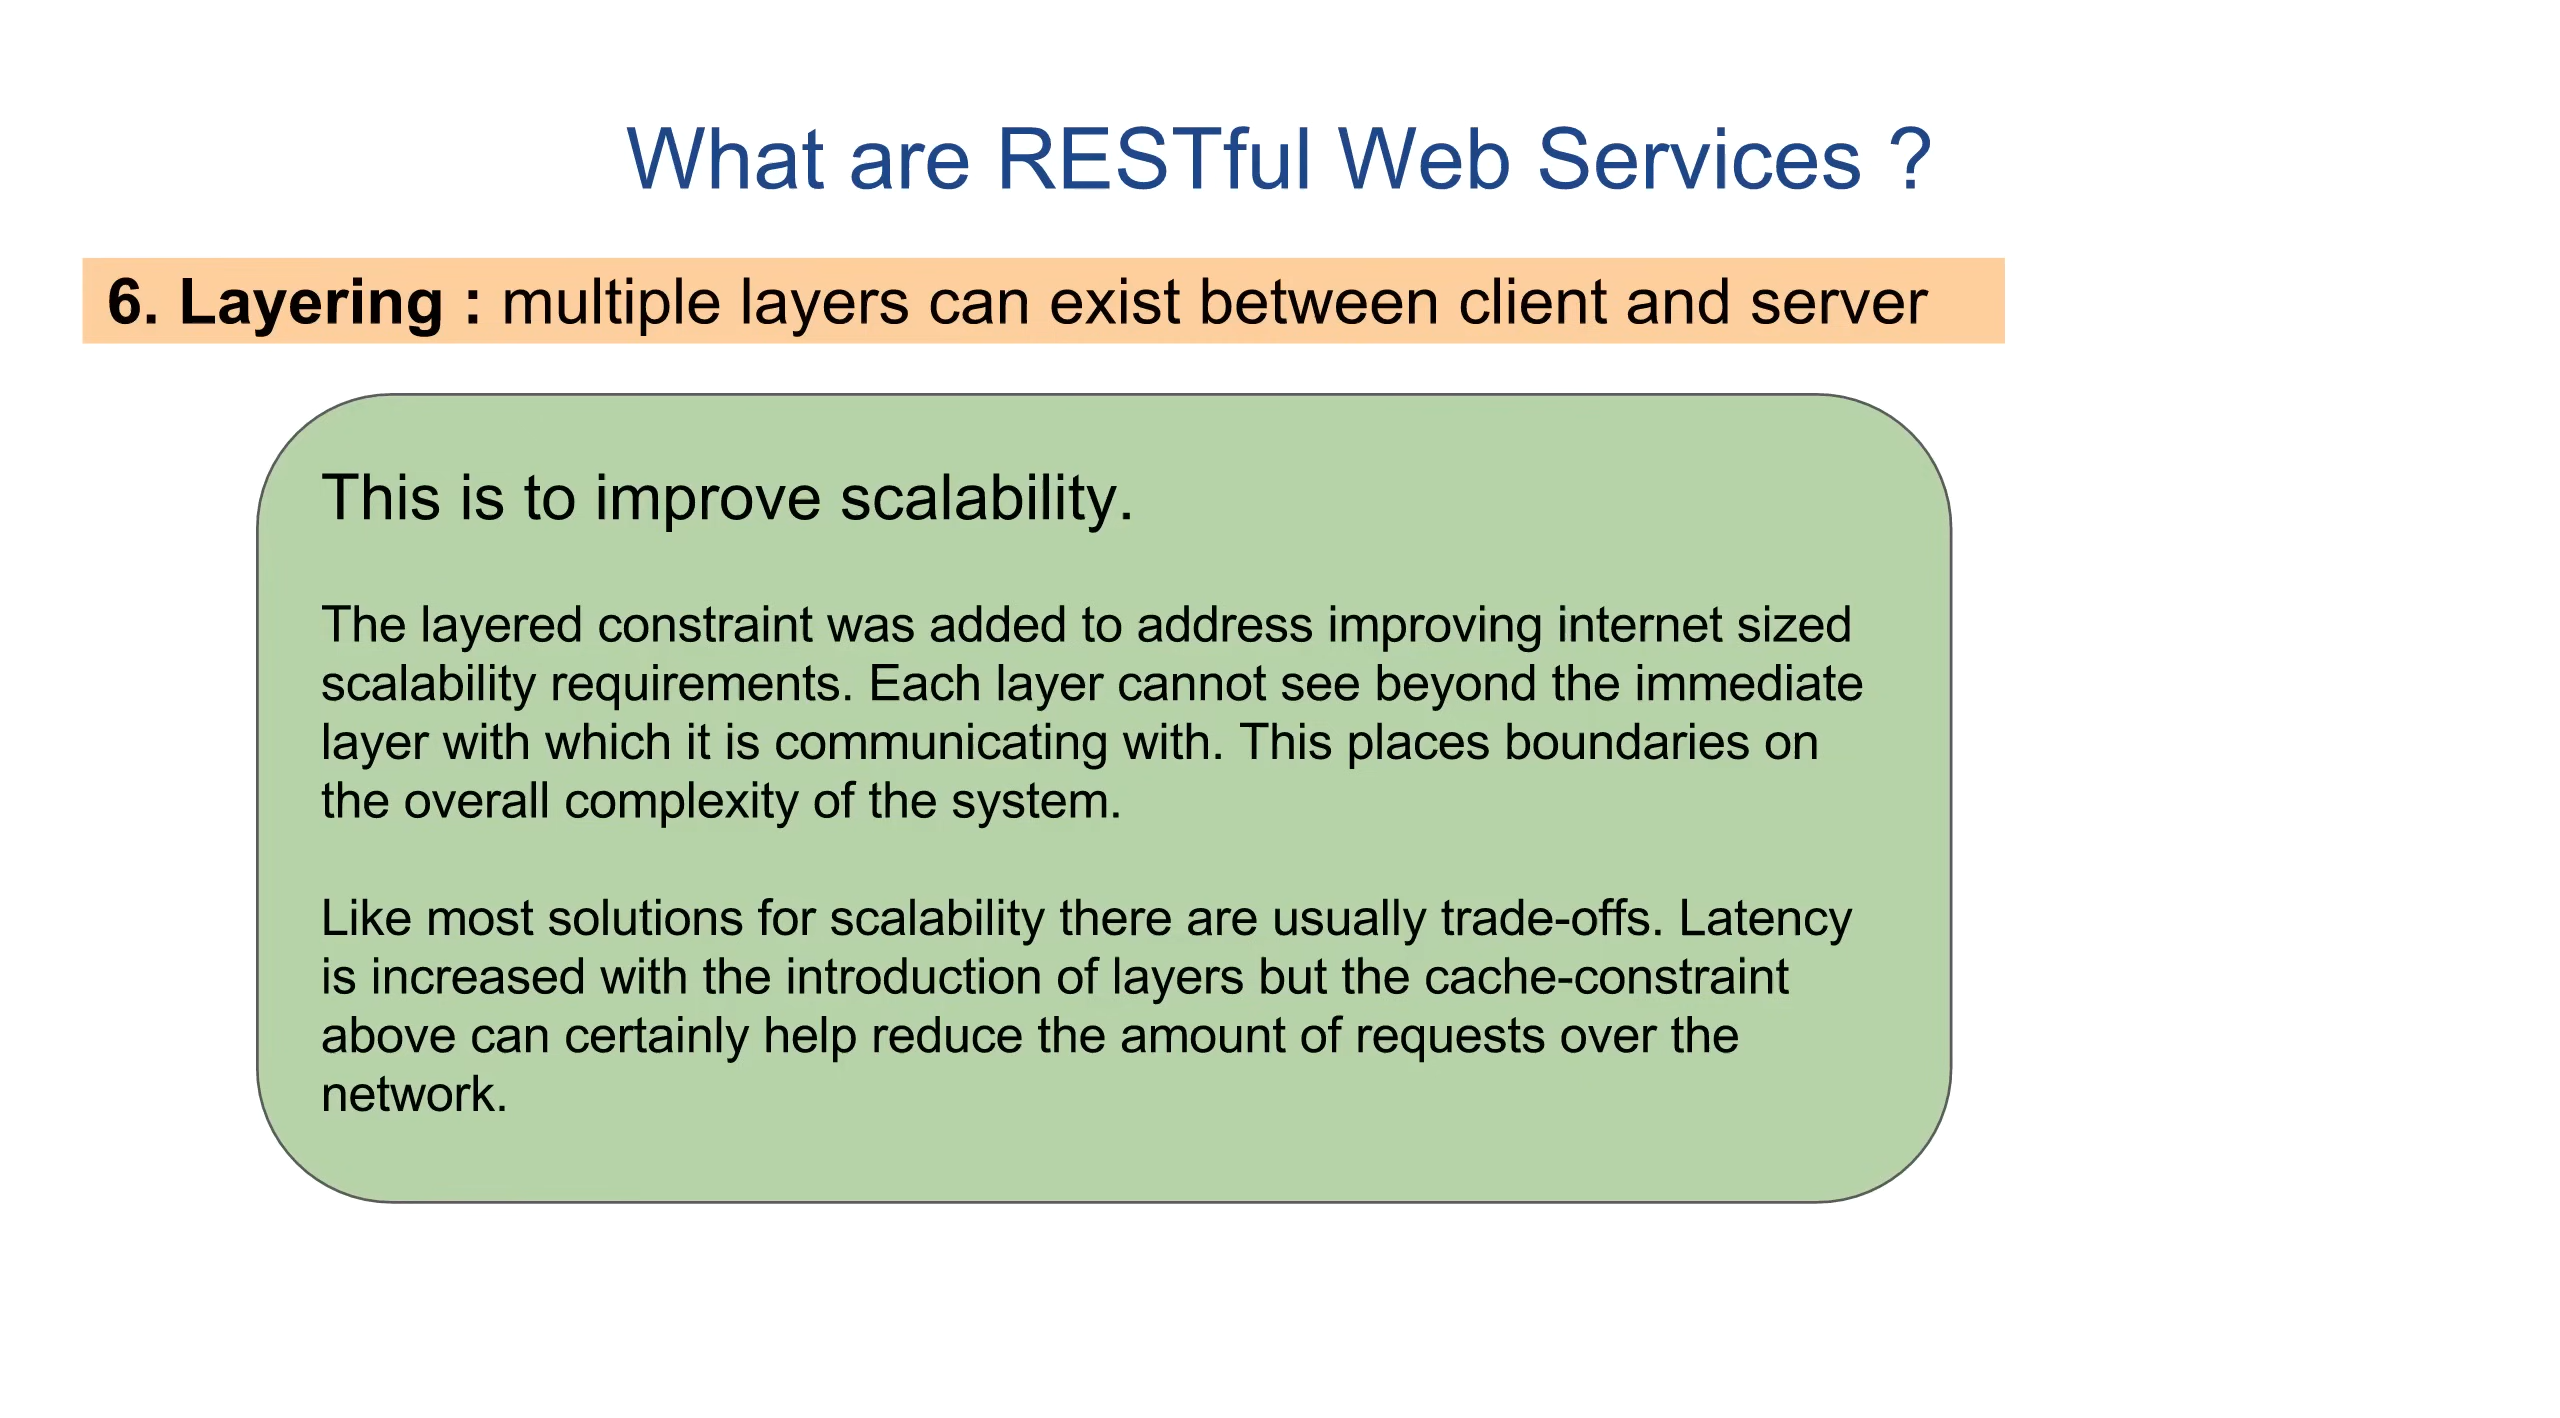 What are RESTful Web Services ?
6. Layering : multiple layers can exist between client and server
This is to improve scalability.
The layered constraint was added to address improving internet sized
scalability requirements. Each layer cannot see beyond the immediate
layer with which it is communicating with. This places boundaries on
the overall complexity of the system.
Like most solutions for scalability there are usually trade-offs. Latency
is increased with the introduction of layers but the cache-constraint
above can certainly help reduce the amount of requests over the
network.